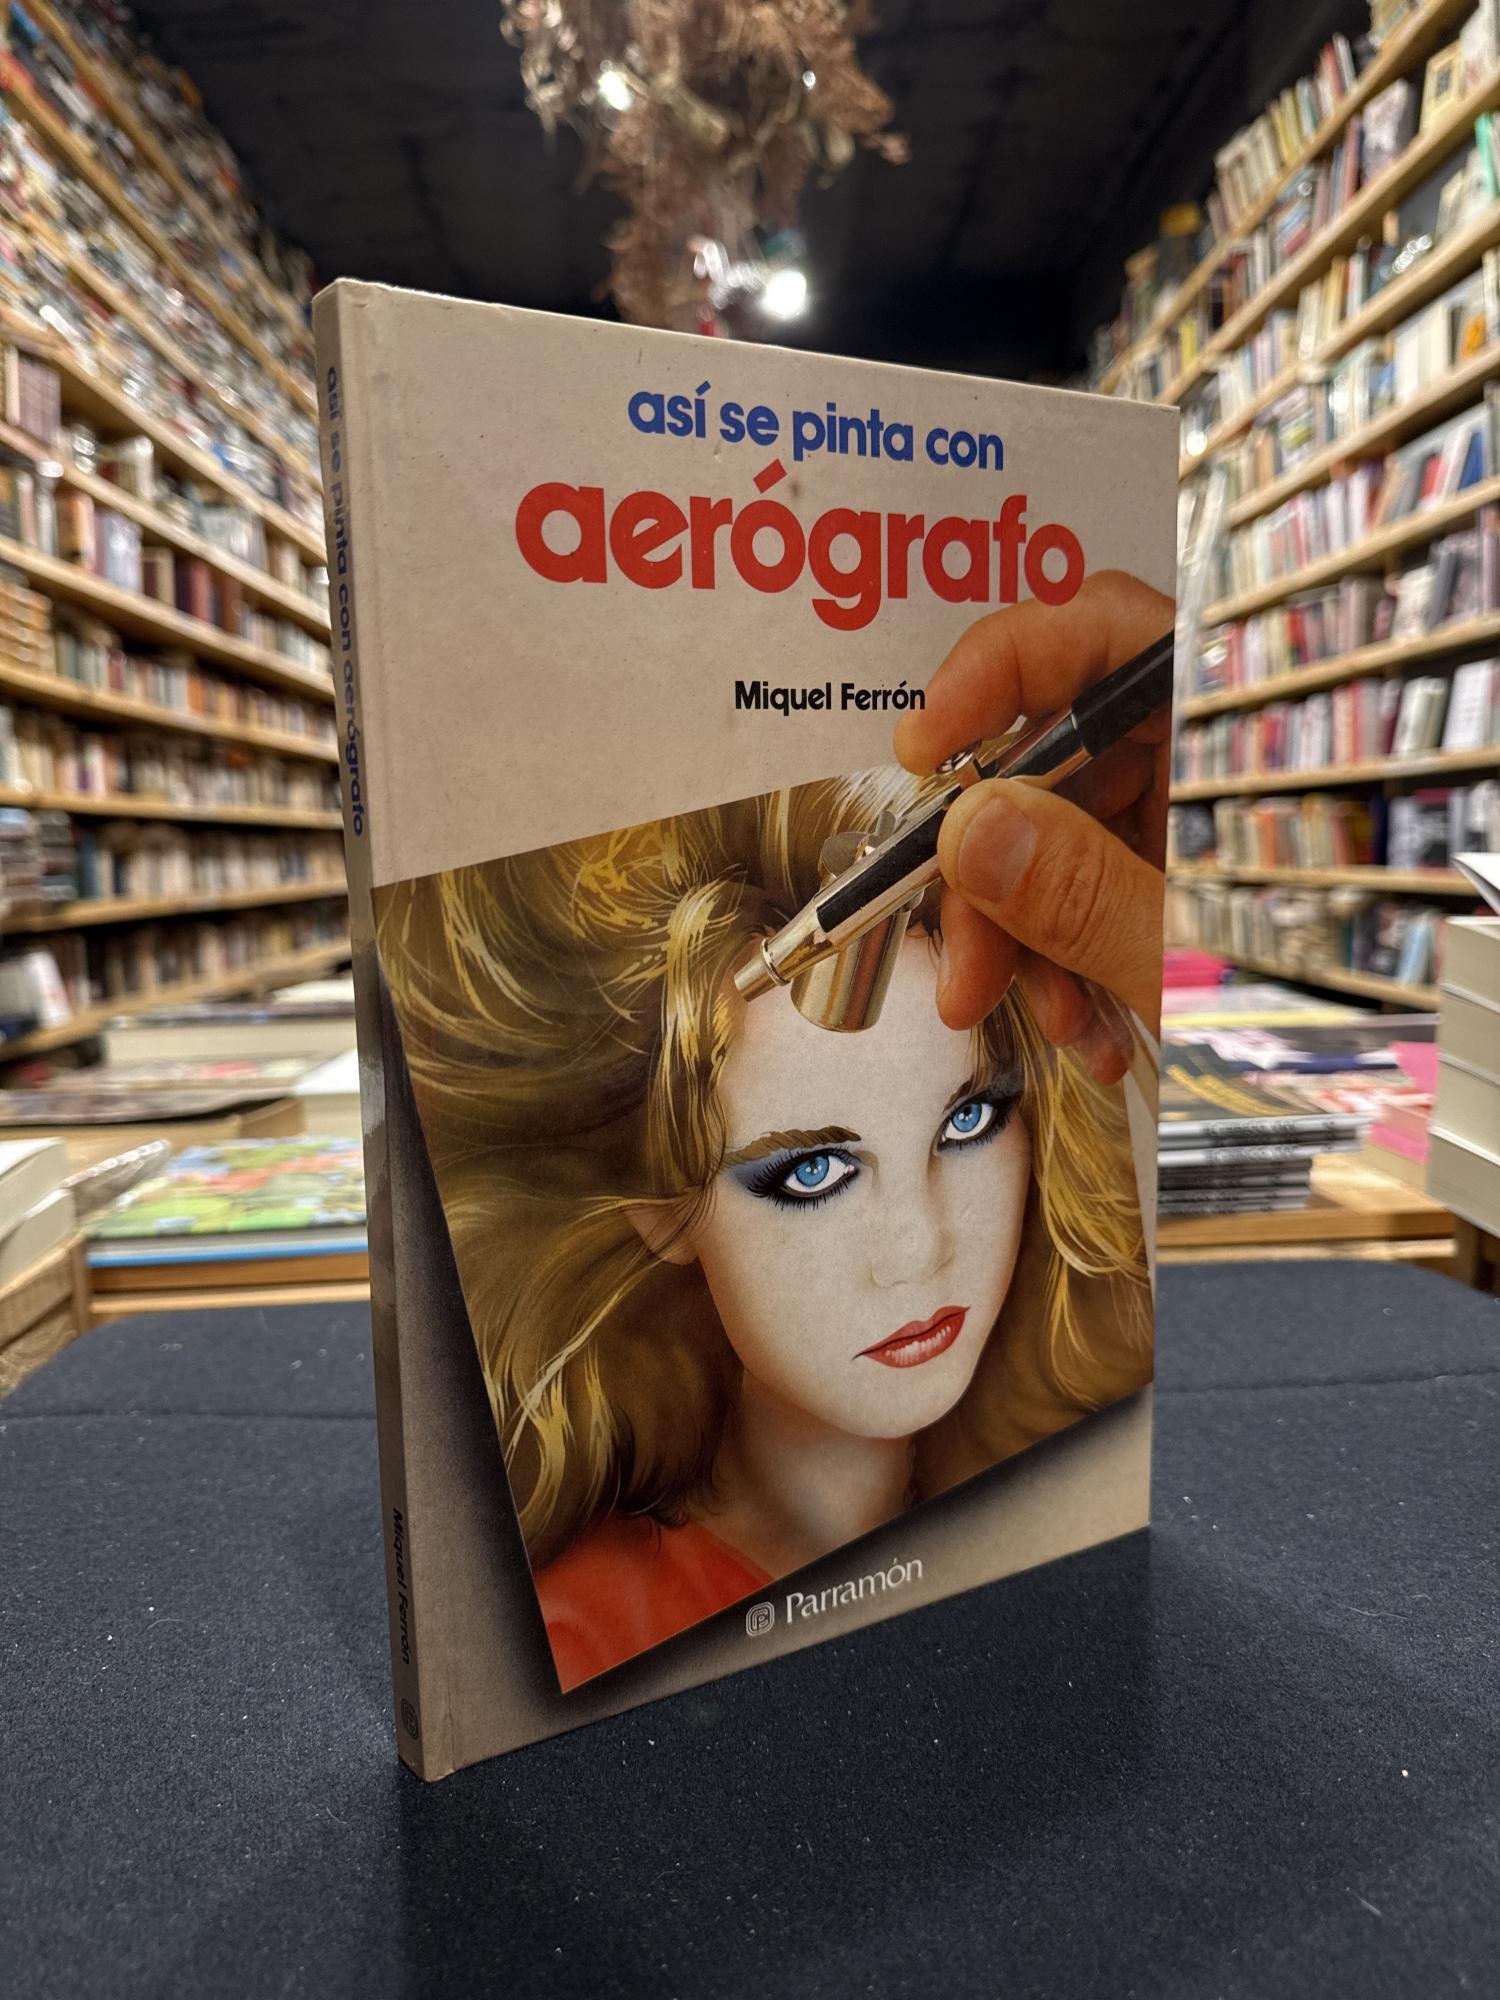 así se pinta con
aerógrafo
Miquel Ferrón
Parramón
así se pinta con aerógrafo
Miquel Ferrón